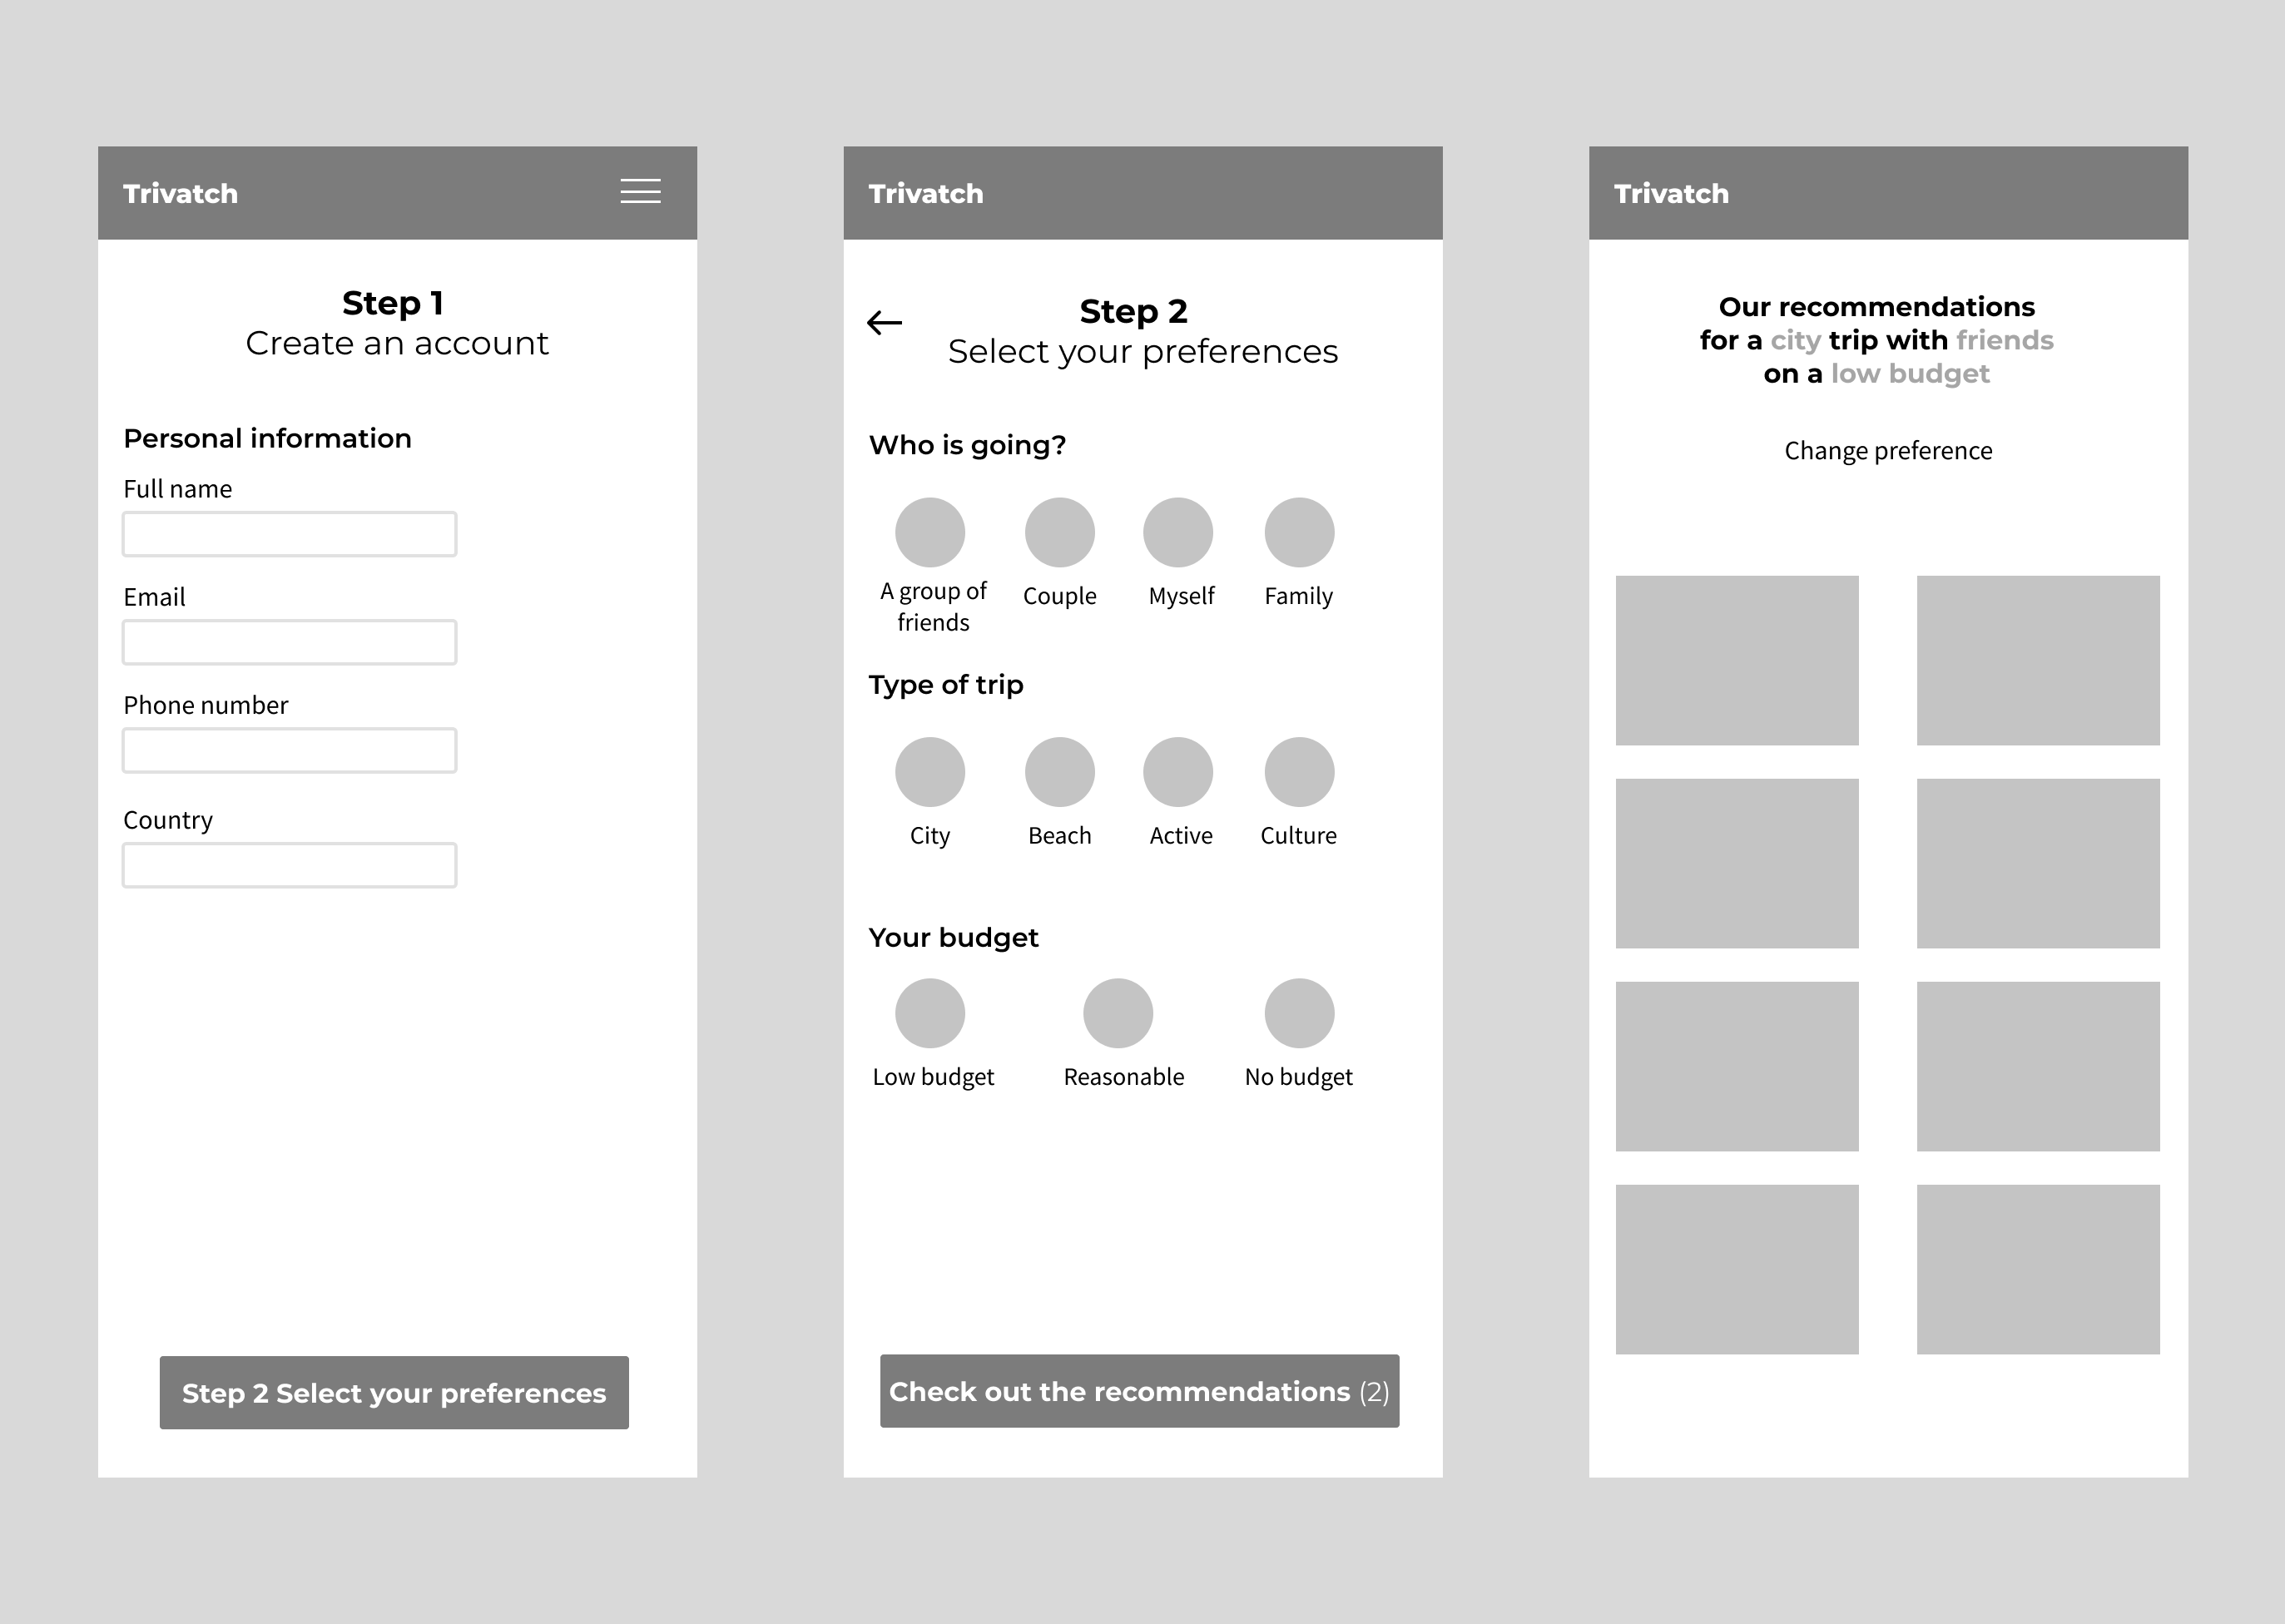 Trivatch
Step 1
Create an account
Personal information
Full name
Email
Phone number
Country
Step 2 Select your preferences
Trivatch
Step 2
Select your preferences
Who is going?
A group of
friends
Couple
Myself
Family
Type of trip
City
Beach
Active
Culture
Your budget
Low budget
Reasonable
No budget
Check out the recommendations (2)
Trivatch
Our recommendations
for a city trip with friends
on a low budget
Change preference